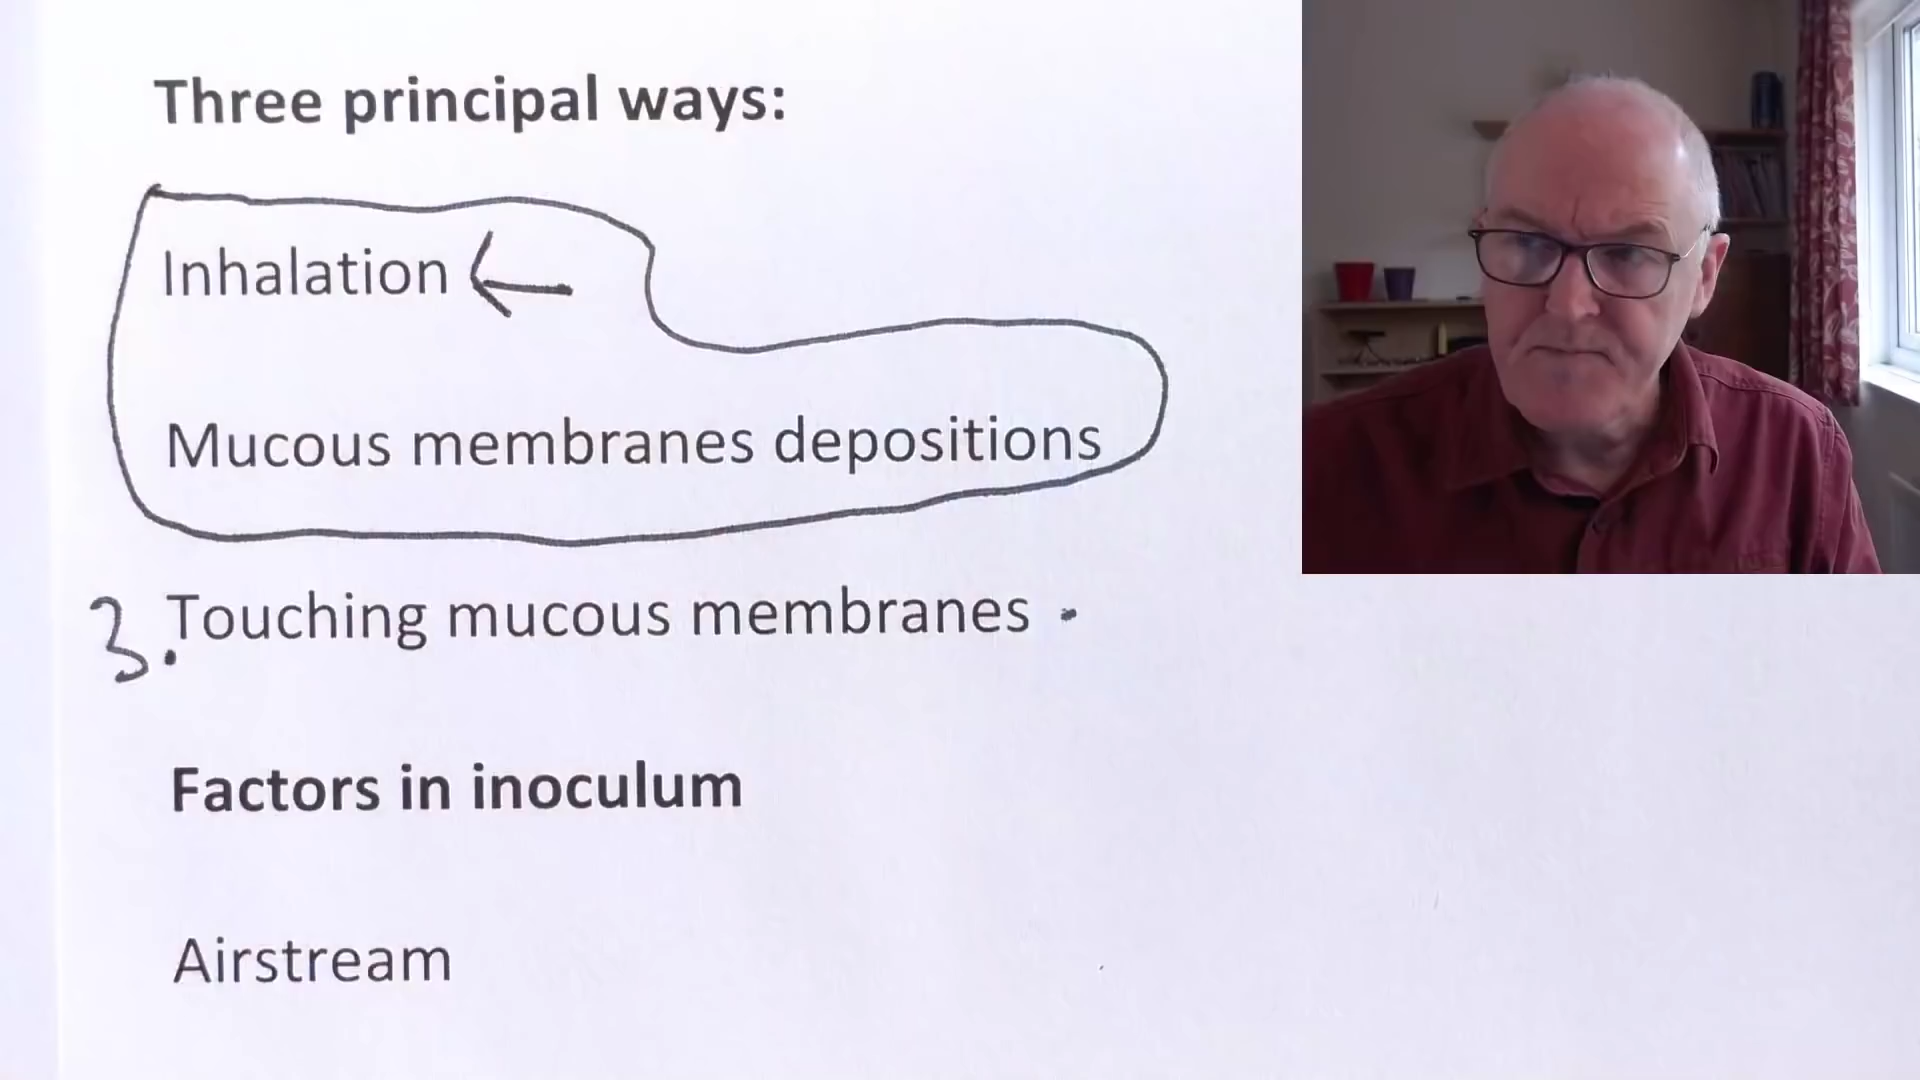 Three principal ways:
Inhalation
Mucous membranes depositions
3. Touching mucous membranes
Factors in inoculum
Airstream